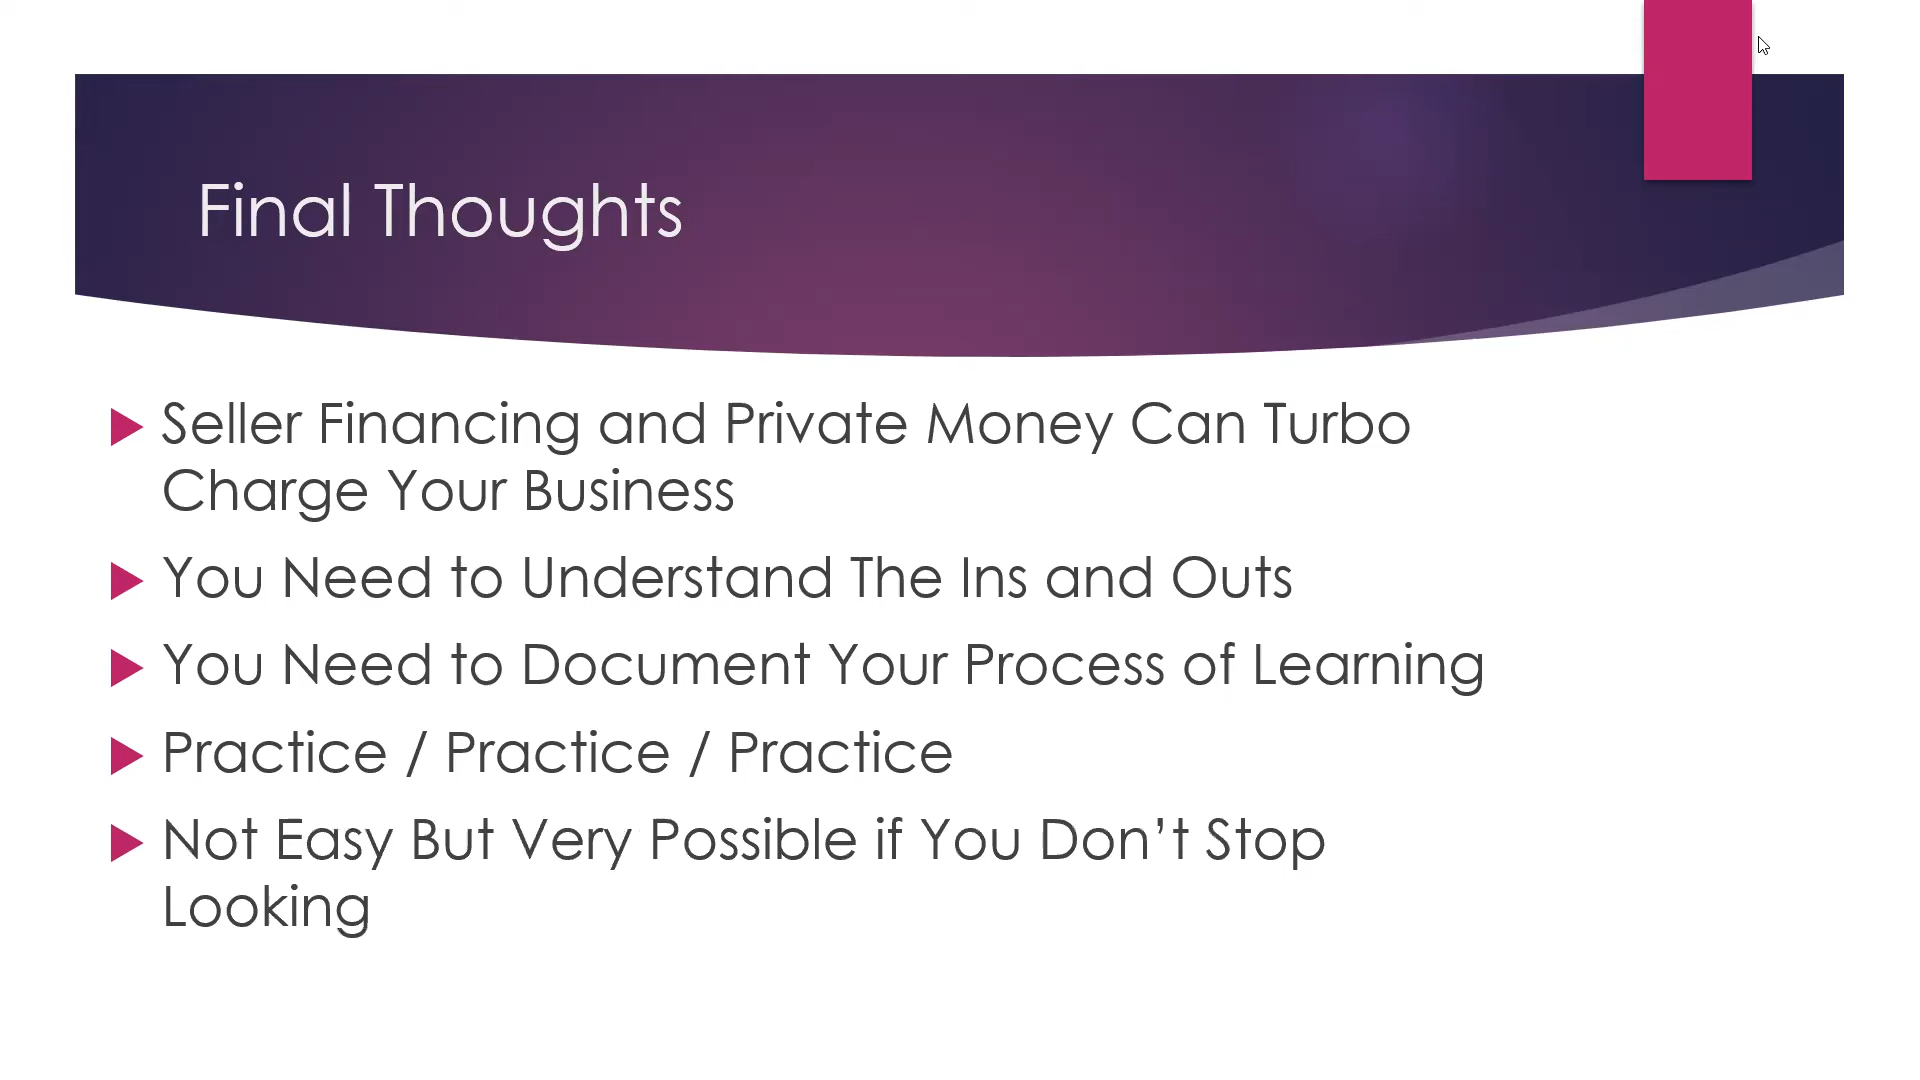 Final Thoughts
Seller Financing and Private Money Can Turbo
Charge Your Business
You Need to Understand The Ins and Outs
You Need to Document Your Process of Learning
Practice / Practice / Practice
Not Easy But Very Possible if You Don’t Stop
Looking